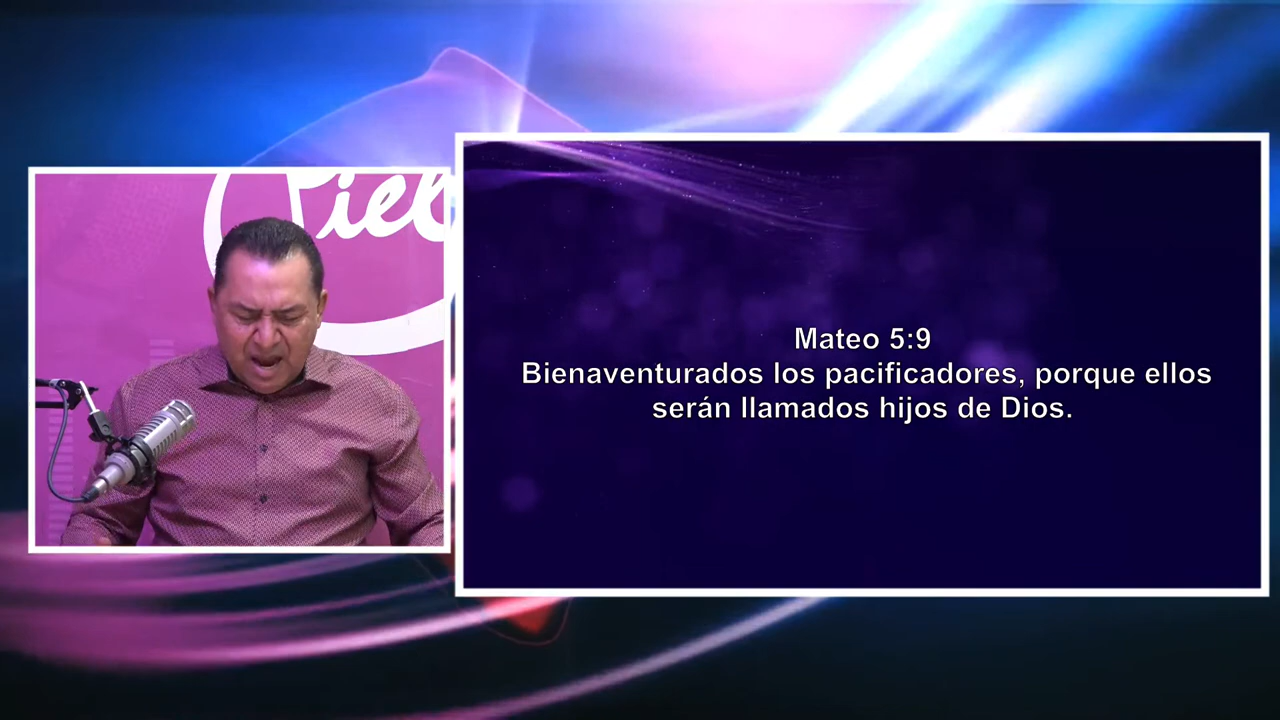 Mateo 5:9
Bienaventurados los pacificadores, porque ellos
serán llamados hijos de Dios.